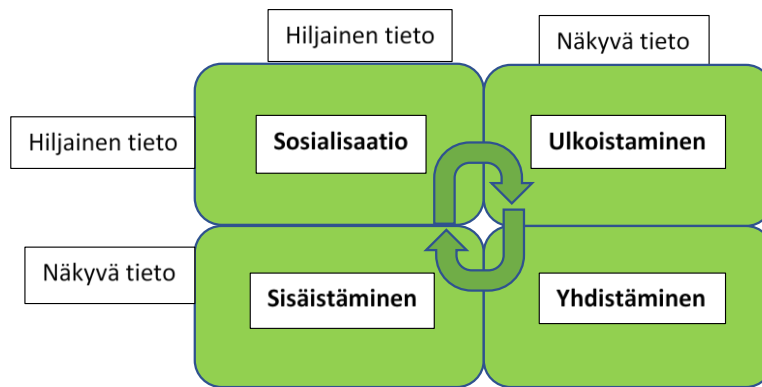 Hiljainen tieto
Näkyvä tieto
Hiljainen tieto
Sosialisaatio
Ulkoistaminen
Näkyvä tieto
Sisäistäminen
Yhdistäminen